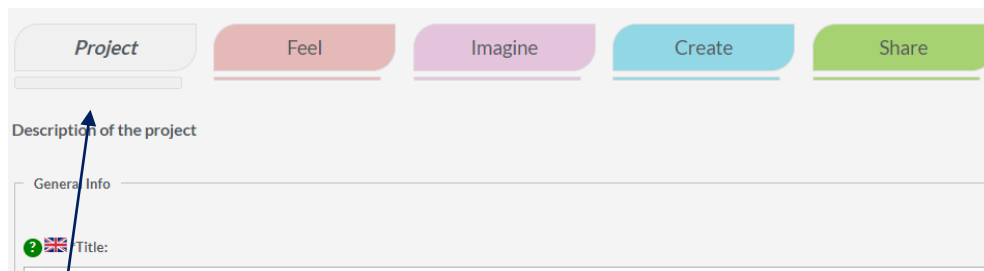 Project Feel Imagine Create Share
Description of the project
General Info
? *Title: